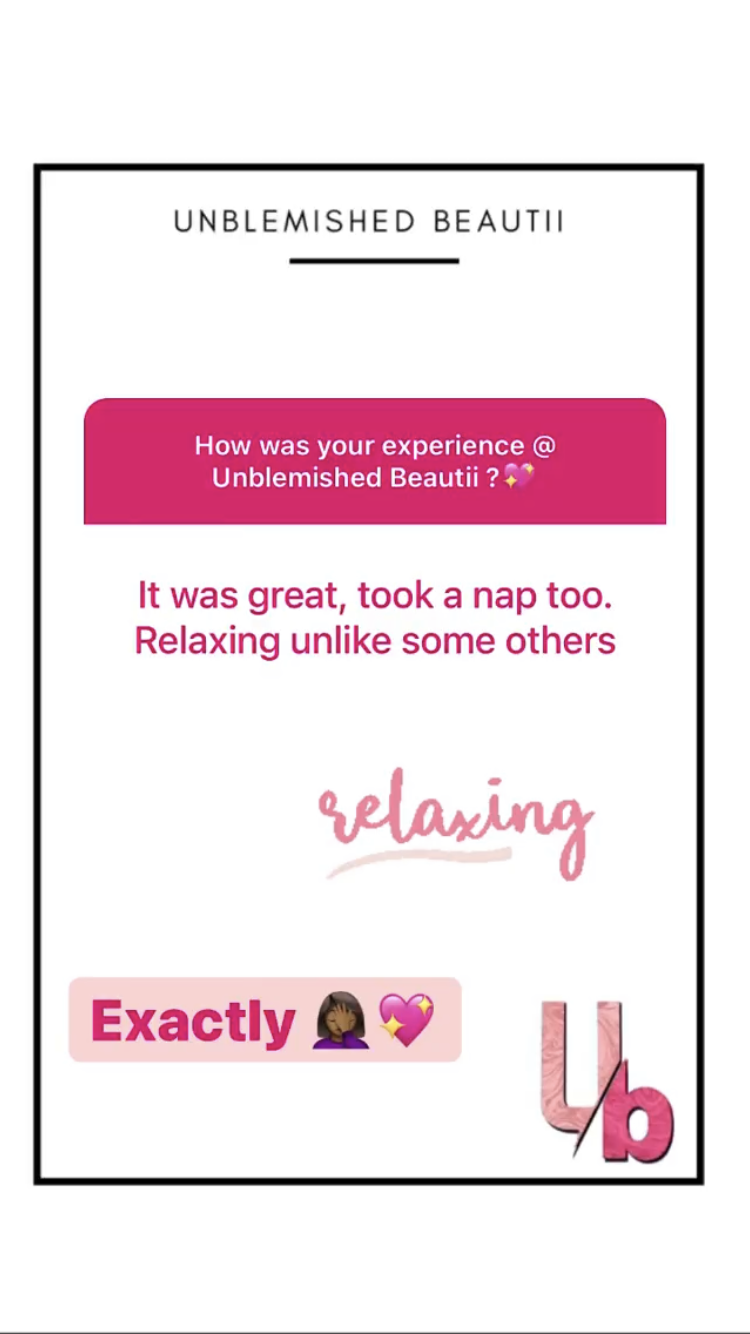 UNBLEMISHED BEAUTII
How was your experience @
Unblemished Beautii ?💖
It was great, took a nap too.
Relaxing unlike some others
relaxing
Exactly 🤦🏾‍♀️💖
U/b